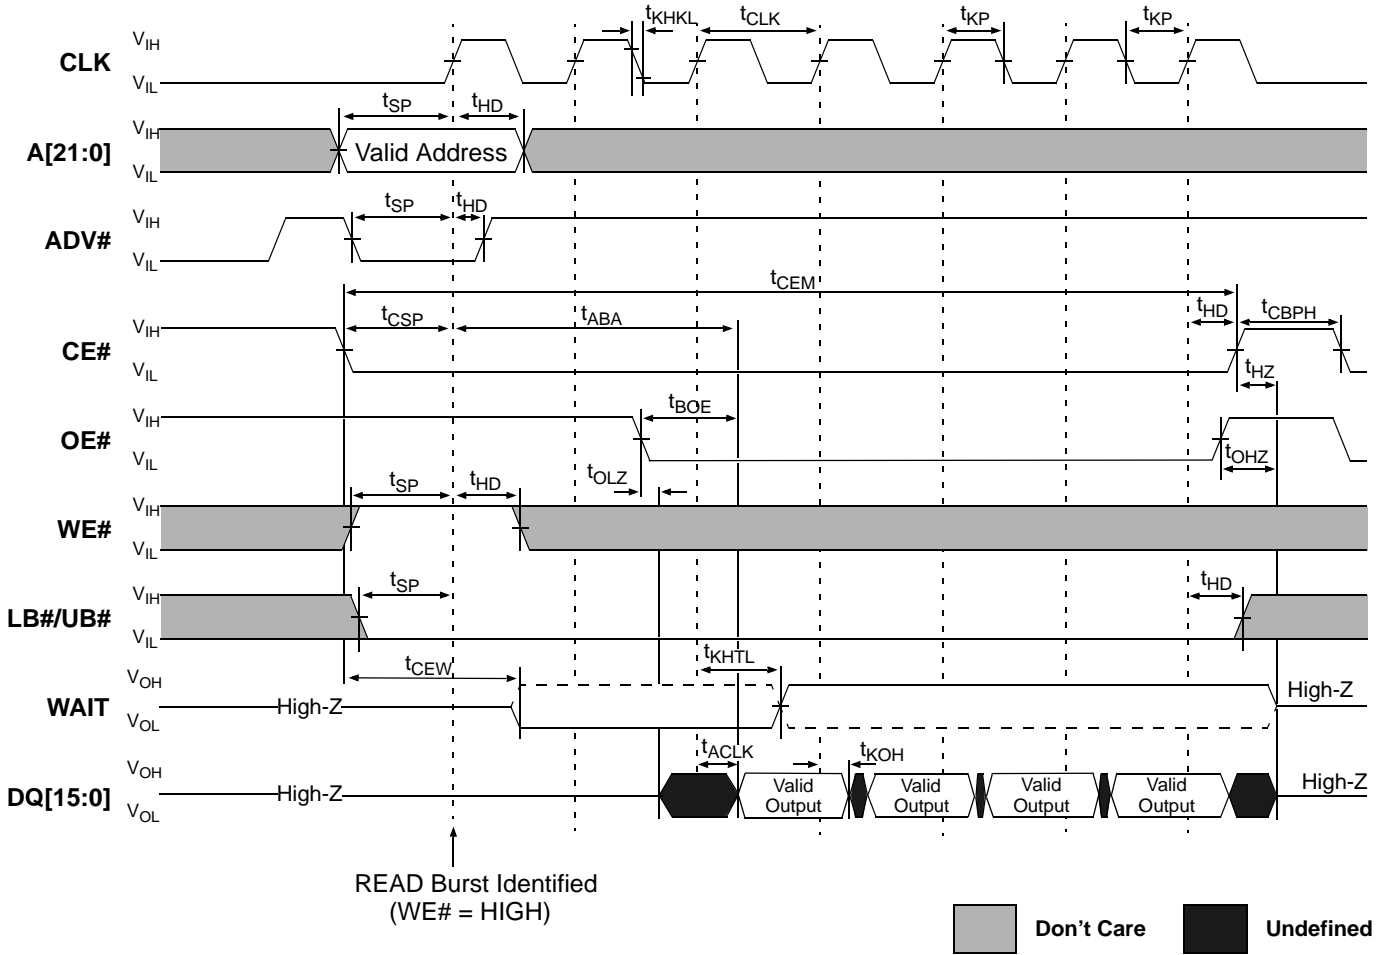 tKHKL tCLK tKP tKP
CLK VIH VIL
tSP tHD
A[21:0] VIH VIL Valid Address
tSP tHD
ADV# VIH VIL
tCEM
tCSP tABA tHD tCBPH
CE# VIH VIL
tHZ
tBOE
OE# VIH VIL
tOHZ
tOLZ
tSP tHD
WE# VIH VIL
tSP tHD
LB#/UB# VIH VIL
tCEW tKHTL
WAIT VOH VOL High-Z High-Z
tACLK tKOH
DQ[15:0] VOH VOL High-Z High-Z
Valid Valid Valid Valid
Output Output Output Output
READ Burst Identified
(WE# = HIGH)
Don't Care Undefined